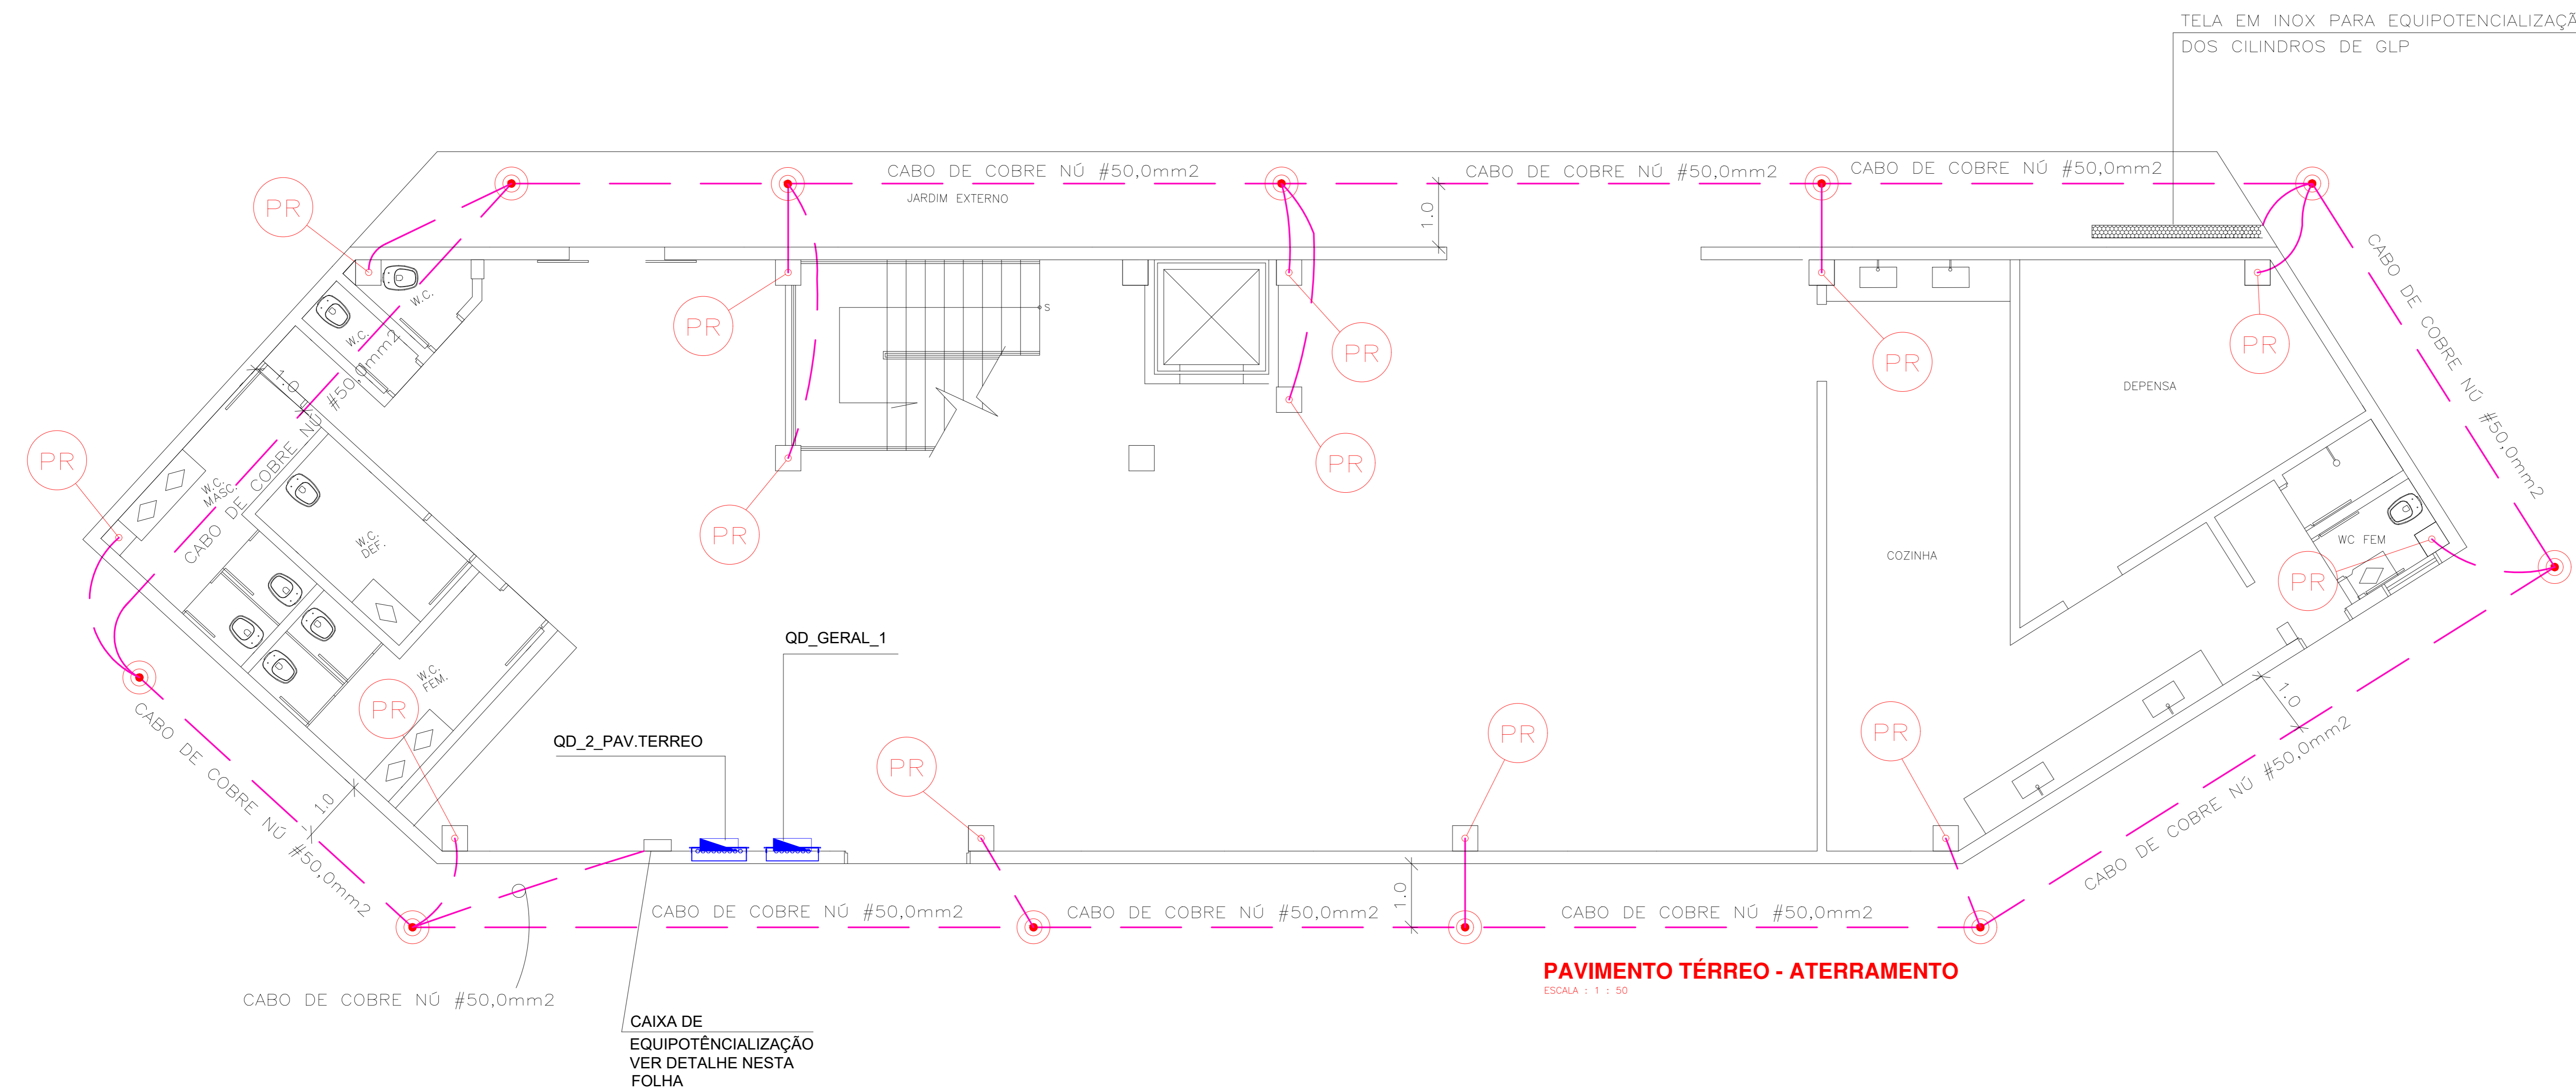 TELA EM INOX PARA EQUIPOTENCIALIZAÇÃ
DOS CILINDROS DE GLP
CABO DE COBRE NÚ #50,0mm2
CABO DE COBRE NÚ #50,0mm2
CABO DE COBRE NÚ #50,0mm2
JARDIM EXTERNO
1.0
PR
PR
PR
PR
PR
PR
PR
PR
PR
PR
PR
PR
PR
PR
S
W.C.
W.C.
1.0
CABO DE COBRE NÚ #50,0mm2
W.C.
MASC.
W.C.
DEF.
W.C.
FEM.
DEPENSA
COZINHA
WC FEM
CABO DE COBRE NÚ #50,0mm2
1.0
CABO DE COBRE NÚ #50,0mm2
QD_GERAL_1
QD_2_PAV.TERREO
CABO DE COBRE NÚ #50,0mm2
1.0
1.0
CABO DE COBRE NÚ #50,0mm2
CABO DE COBRE NÚ #50,0mm2
CABO DE COBRE NÚ #50,0mm2
CABO DE COBRE NÚ #50,0mm2
PAVIMENTO TÉRREO - ATERRAMENTO
ESCALA : 1 : 50
CAIXA DE
EQUIPOTÊNCIALIZAÇÃO
VER DETALHE NESTA
FOLHA